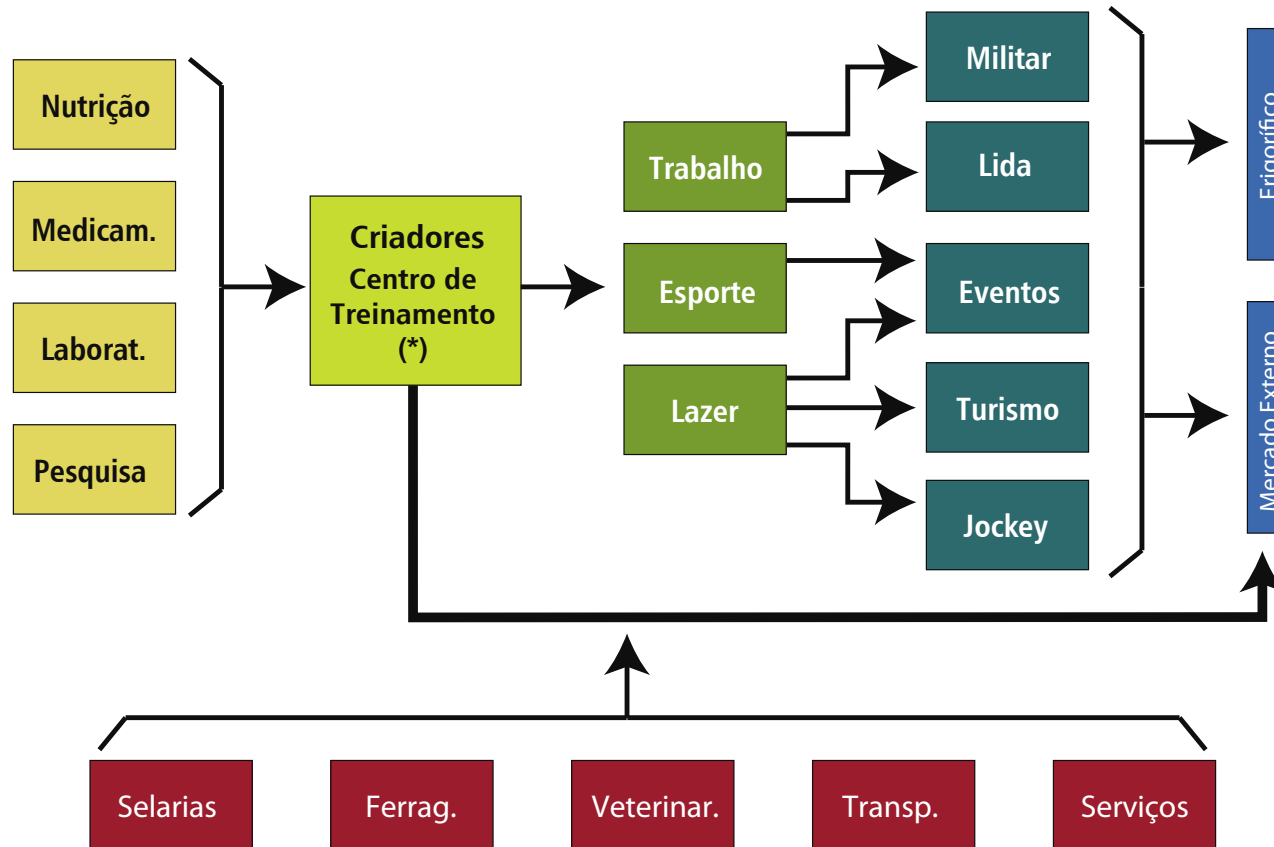 Nutrição
Medicam.
Laborat.
Pesquisa
Criadores
Centro de
Treinamento
(*)
Trabalho
Esporte
Lazer
Militar
Lida
Eventos
Turismo
Jockey
Frigorífico
Mercado Externo
Selarias
Ferrag.
Veterinar.
Transp.
Serviços